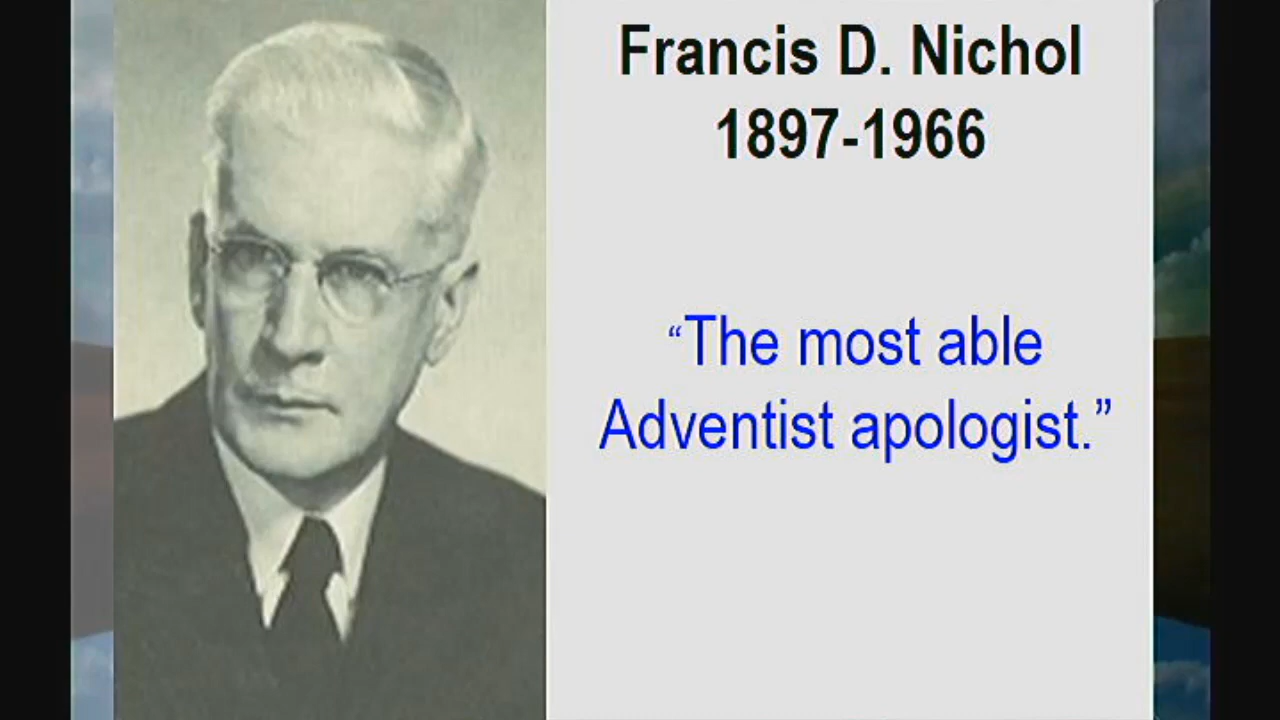 Francis D. Nichol
1897-1966
“The most able
Adventist apologist.”